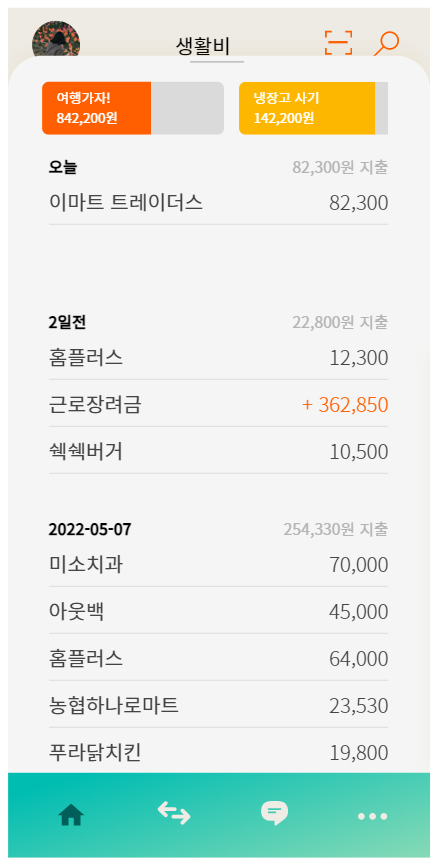 생활비
여행가자!
842,200원
냉장고 사기
142,200원
오늘 82,300원 지출
이마트 트레이더스 82,300
2일전 22,800원 지출
홈플러스 12,300
근로장려금 + 362,850
쉑쉑버거 10,500
2022-05-07 254,330원 지출
미소치과 70,000
아웃백 45,000
홈플러스 64,000
농협하나로마트 23,530
푸라닭치킨 19,800